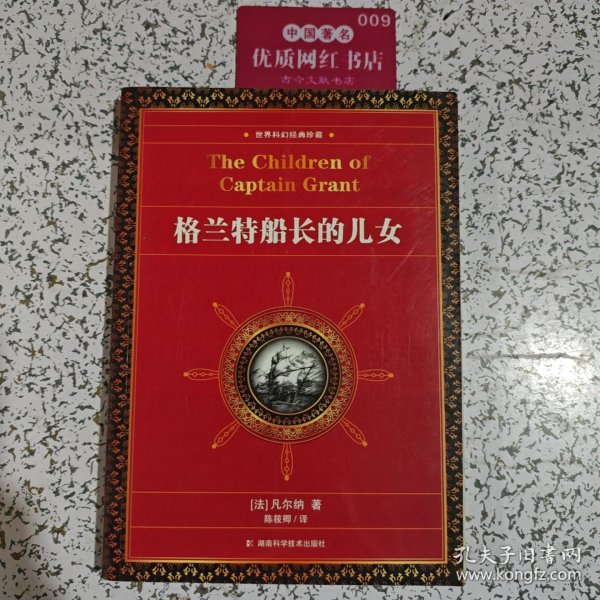 009
中国著名
优质网红书店
古今文献书店
世界科幻经典珍藏
The Children of
Captain Grant
格兰特船长的儿女
[法] 凡尔纳 著
陈筱卿 / 译
湖南科学技术出版社
孔夫子旧书网
www.kongfz.com